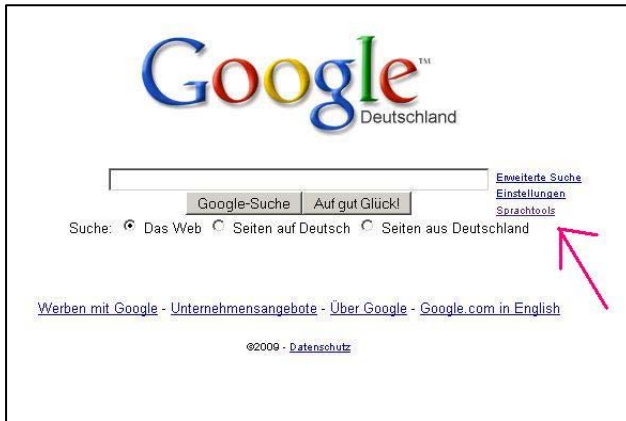 Google™
Deutschland
Erweiterte Suche
Einstellungen
Sprachtools
Google-Suche Auf gut Glück!
Suche: Das Web Seiten auf Deutsch Seiten aus Deutschland
Werben mit Google - Unternehmensangebote - Über Google - Google.com in English
©2009 - Datenschutz